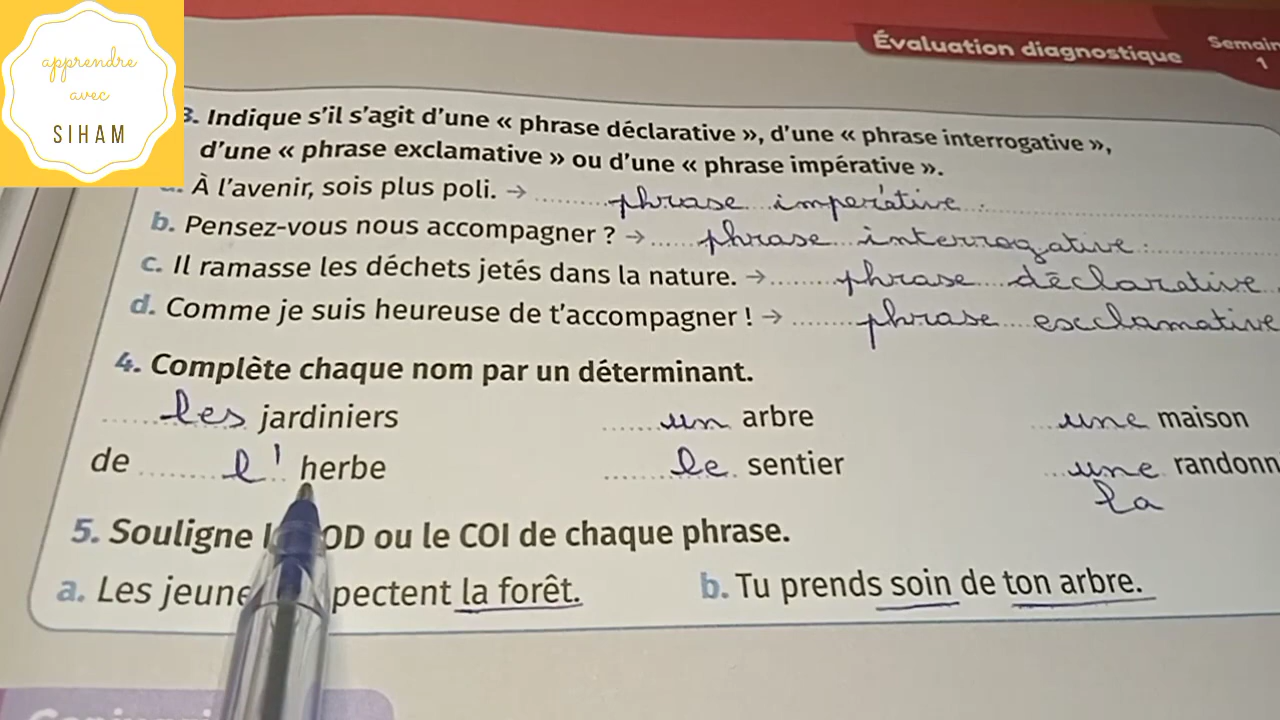 apprendre
avec
SIHAM
Évaluation diagnostique
Semain
1
3. Indique s'il s'agit d'une « phrase déclarative », d'une « phrase interrogative »,
d'une « phrase exclamative » ou d'une « phrase impérative ».
À l'avenir, sois plus poli. → phrase impérative.
b. Pensez-vous nous accompagner ? → phrase interrogative.
c. Il ramasse les déchets jetés dans la nature. → phrase déclarative.
d. Comme je suis heureuse de t'accompagner ! → phrase esclamative
4. Complète chaque nom par un déterminant.
les jardiniers un arbre une maison
de l' herbe le sentier une randonn
la
5. Souligne OD ou le COI de chaque phrase.
a. Les jeune pectent la forêt. b. Tu prends soin de ton arbre.